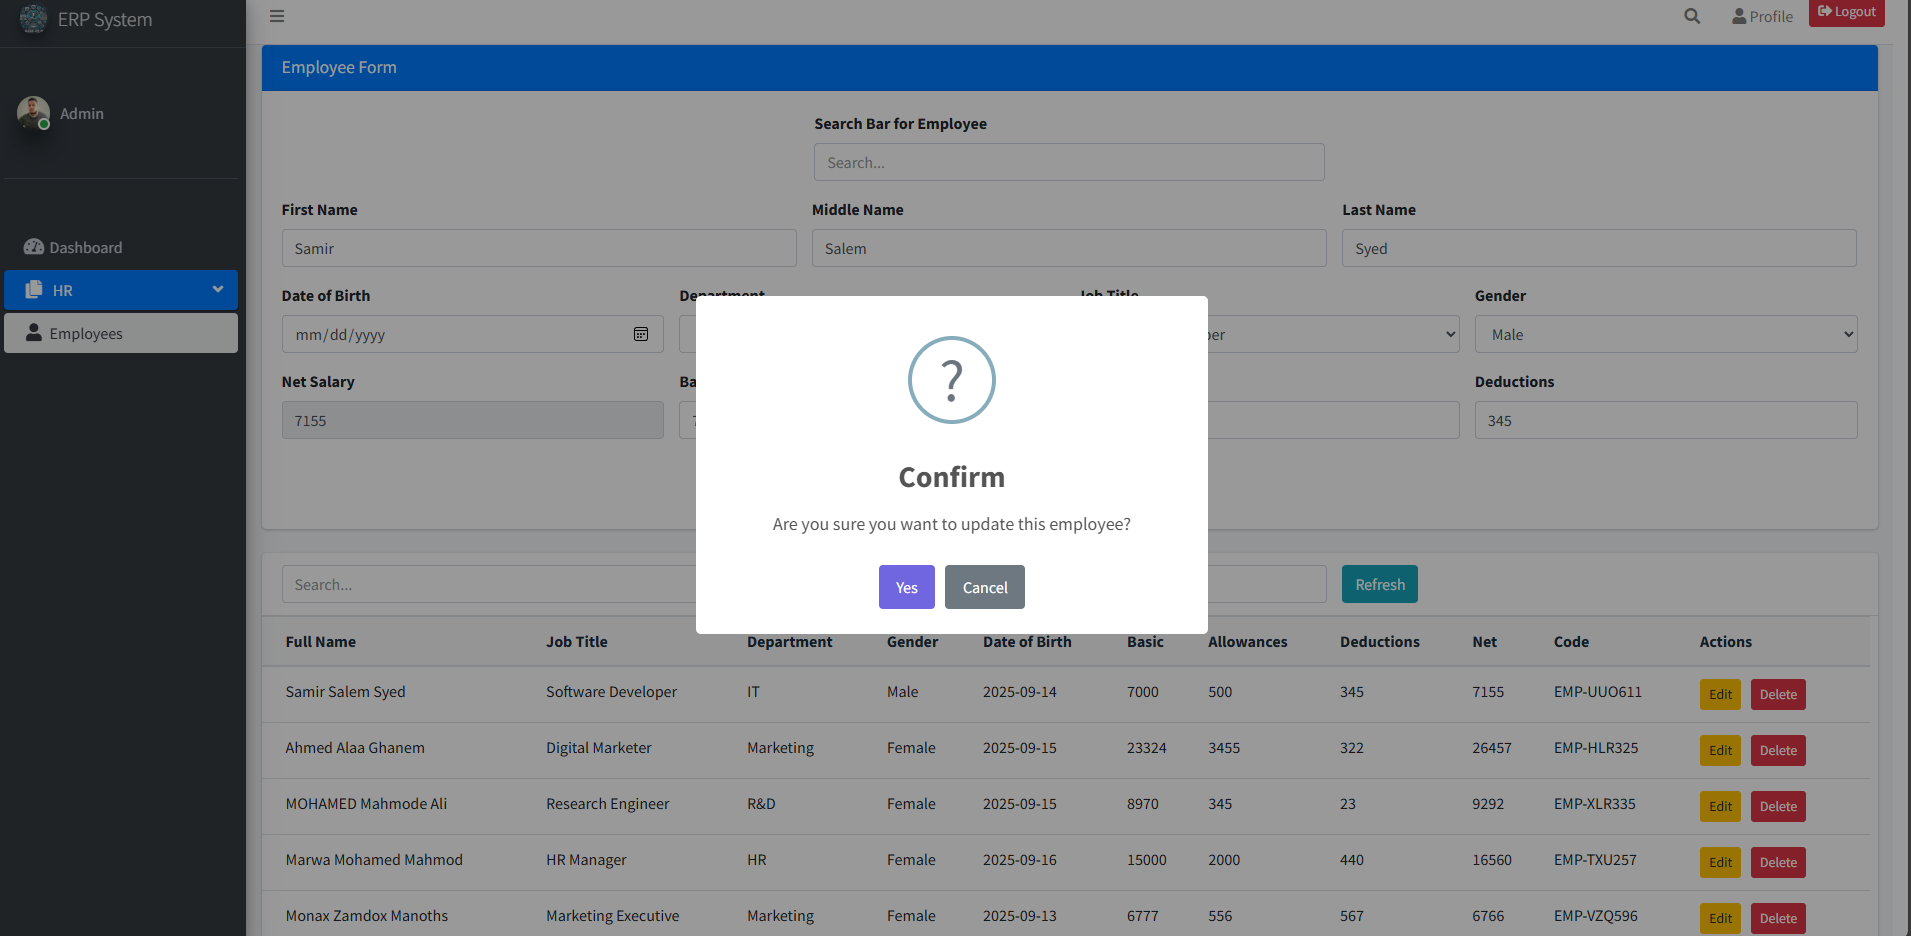 ERP System
Profile
Logout
Employee Form
Admin
Search Bar for Employee
Search...
First Name Middle Name Last Name
Samir Salem Syed
Dashboard
HR
Employees
Date of Birth Department Job Title Gender
mm/dd/yyyy Male
Net Salary Deductions
7155 345
?
Confirm
Are you sure you want to update this employee?
Yes Cancel
Search... Refresh
Full Name Job Title Department Gender Date of Birth Basic Allowances Deductions Net Code Actions
Samir Salem Syed Software Developer IT Male 2025-09-14 7000 500 345 7155 EMP-UUO611 Edit Delete
Ahmed Alaa Ghanem Digital Marketer Marketing Female 2025-09-15 23324 3455 322 26457 EMP-HLR325 Edit Delete
MOHAMED Mahmode Ali Research Engineer R&D Female 2025-09-15 8970 345 23 9292 EMP-XLR335 Edit Delete
Marwa Mohamed Mahmod HR Manager HR Female 2025-09-16 15000 2000 440 16560 EMP-TXU257 Edit Delete
Monax Zamdox Manoths Marketing Executive Marketing Female 2025-09-13 6777 556 567 6766 EMP-VZQ596 Edit Delete